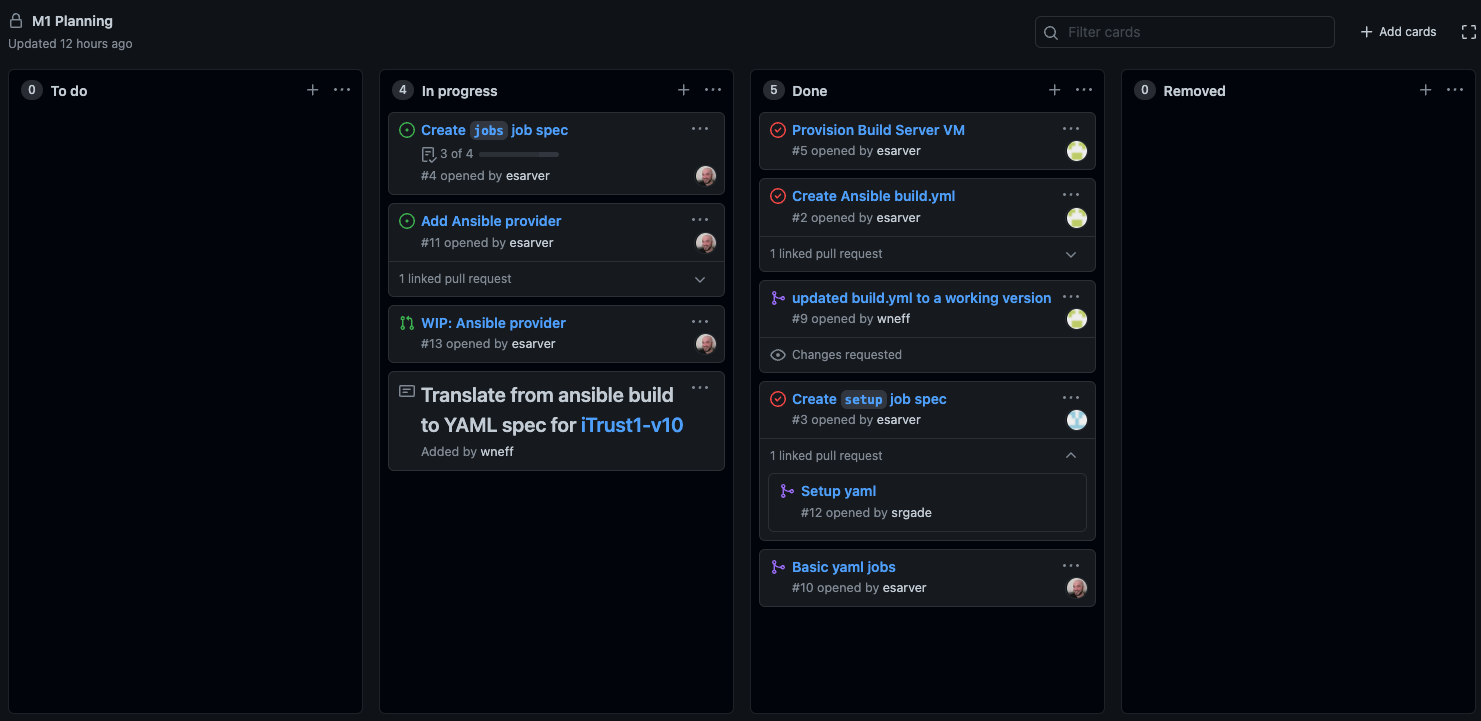 M1 Planning
Updated 12 hours ago
Filter cards
Add cards
0 To do
4 In progress
Create jobs job spec
3 of 4
#4 opened by esarver
Add Ansible provider
#11 opened by esarver
1 linked pull request
WIP: Ansible provider
#13 opened by esarver
Translate from ansible build
to YAML spec for iTrust1-v10
Added by wneff
5 Done
Provision Build Server VM
#5 opened by esarver
Create Ansible build.yml
#2 opened by esarver
1 linked pull request
updated build.yml to a working version
#9 opened by wneff
Changes requested
Create setup job spec
#3 opened by esarver
1 linked pull request
Setup yaml
#12 opened by srgade
Basic yaml jobs
#10 opened by esarver
0 Removed